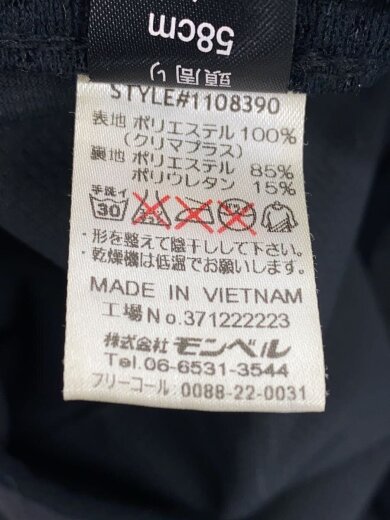 頭周り
58cm
STYLE#1108390
表地 ポリエステル 100%
(クリマプラス)
裏地 ポリエステル 85%
ポリウレタン 15%
手洗イ
30
・形を整えて陰干ししてて下さい。
・乾燥機は低温でお願いします。
MADE IN VIETNAM
工場No.371222223
株式会社 モンベル
Tel.06-6531-3544
フリーコール 0088-22-0031